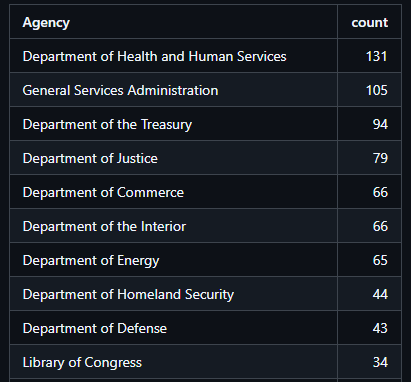 Agency count
Department of Health and Human Services 131
General Services Administration 105
Department of the Treasury 94
Department of Justice 79
Department of Commerce 66
Department of the Interior 66
Department of Energy 65
Department of Homeland Security 44
Department of Defense 43
Library of Congress 34